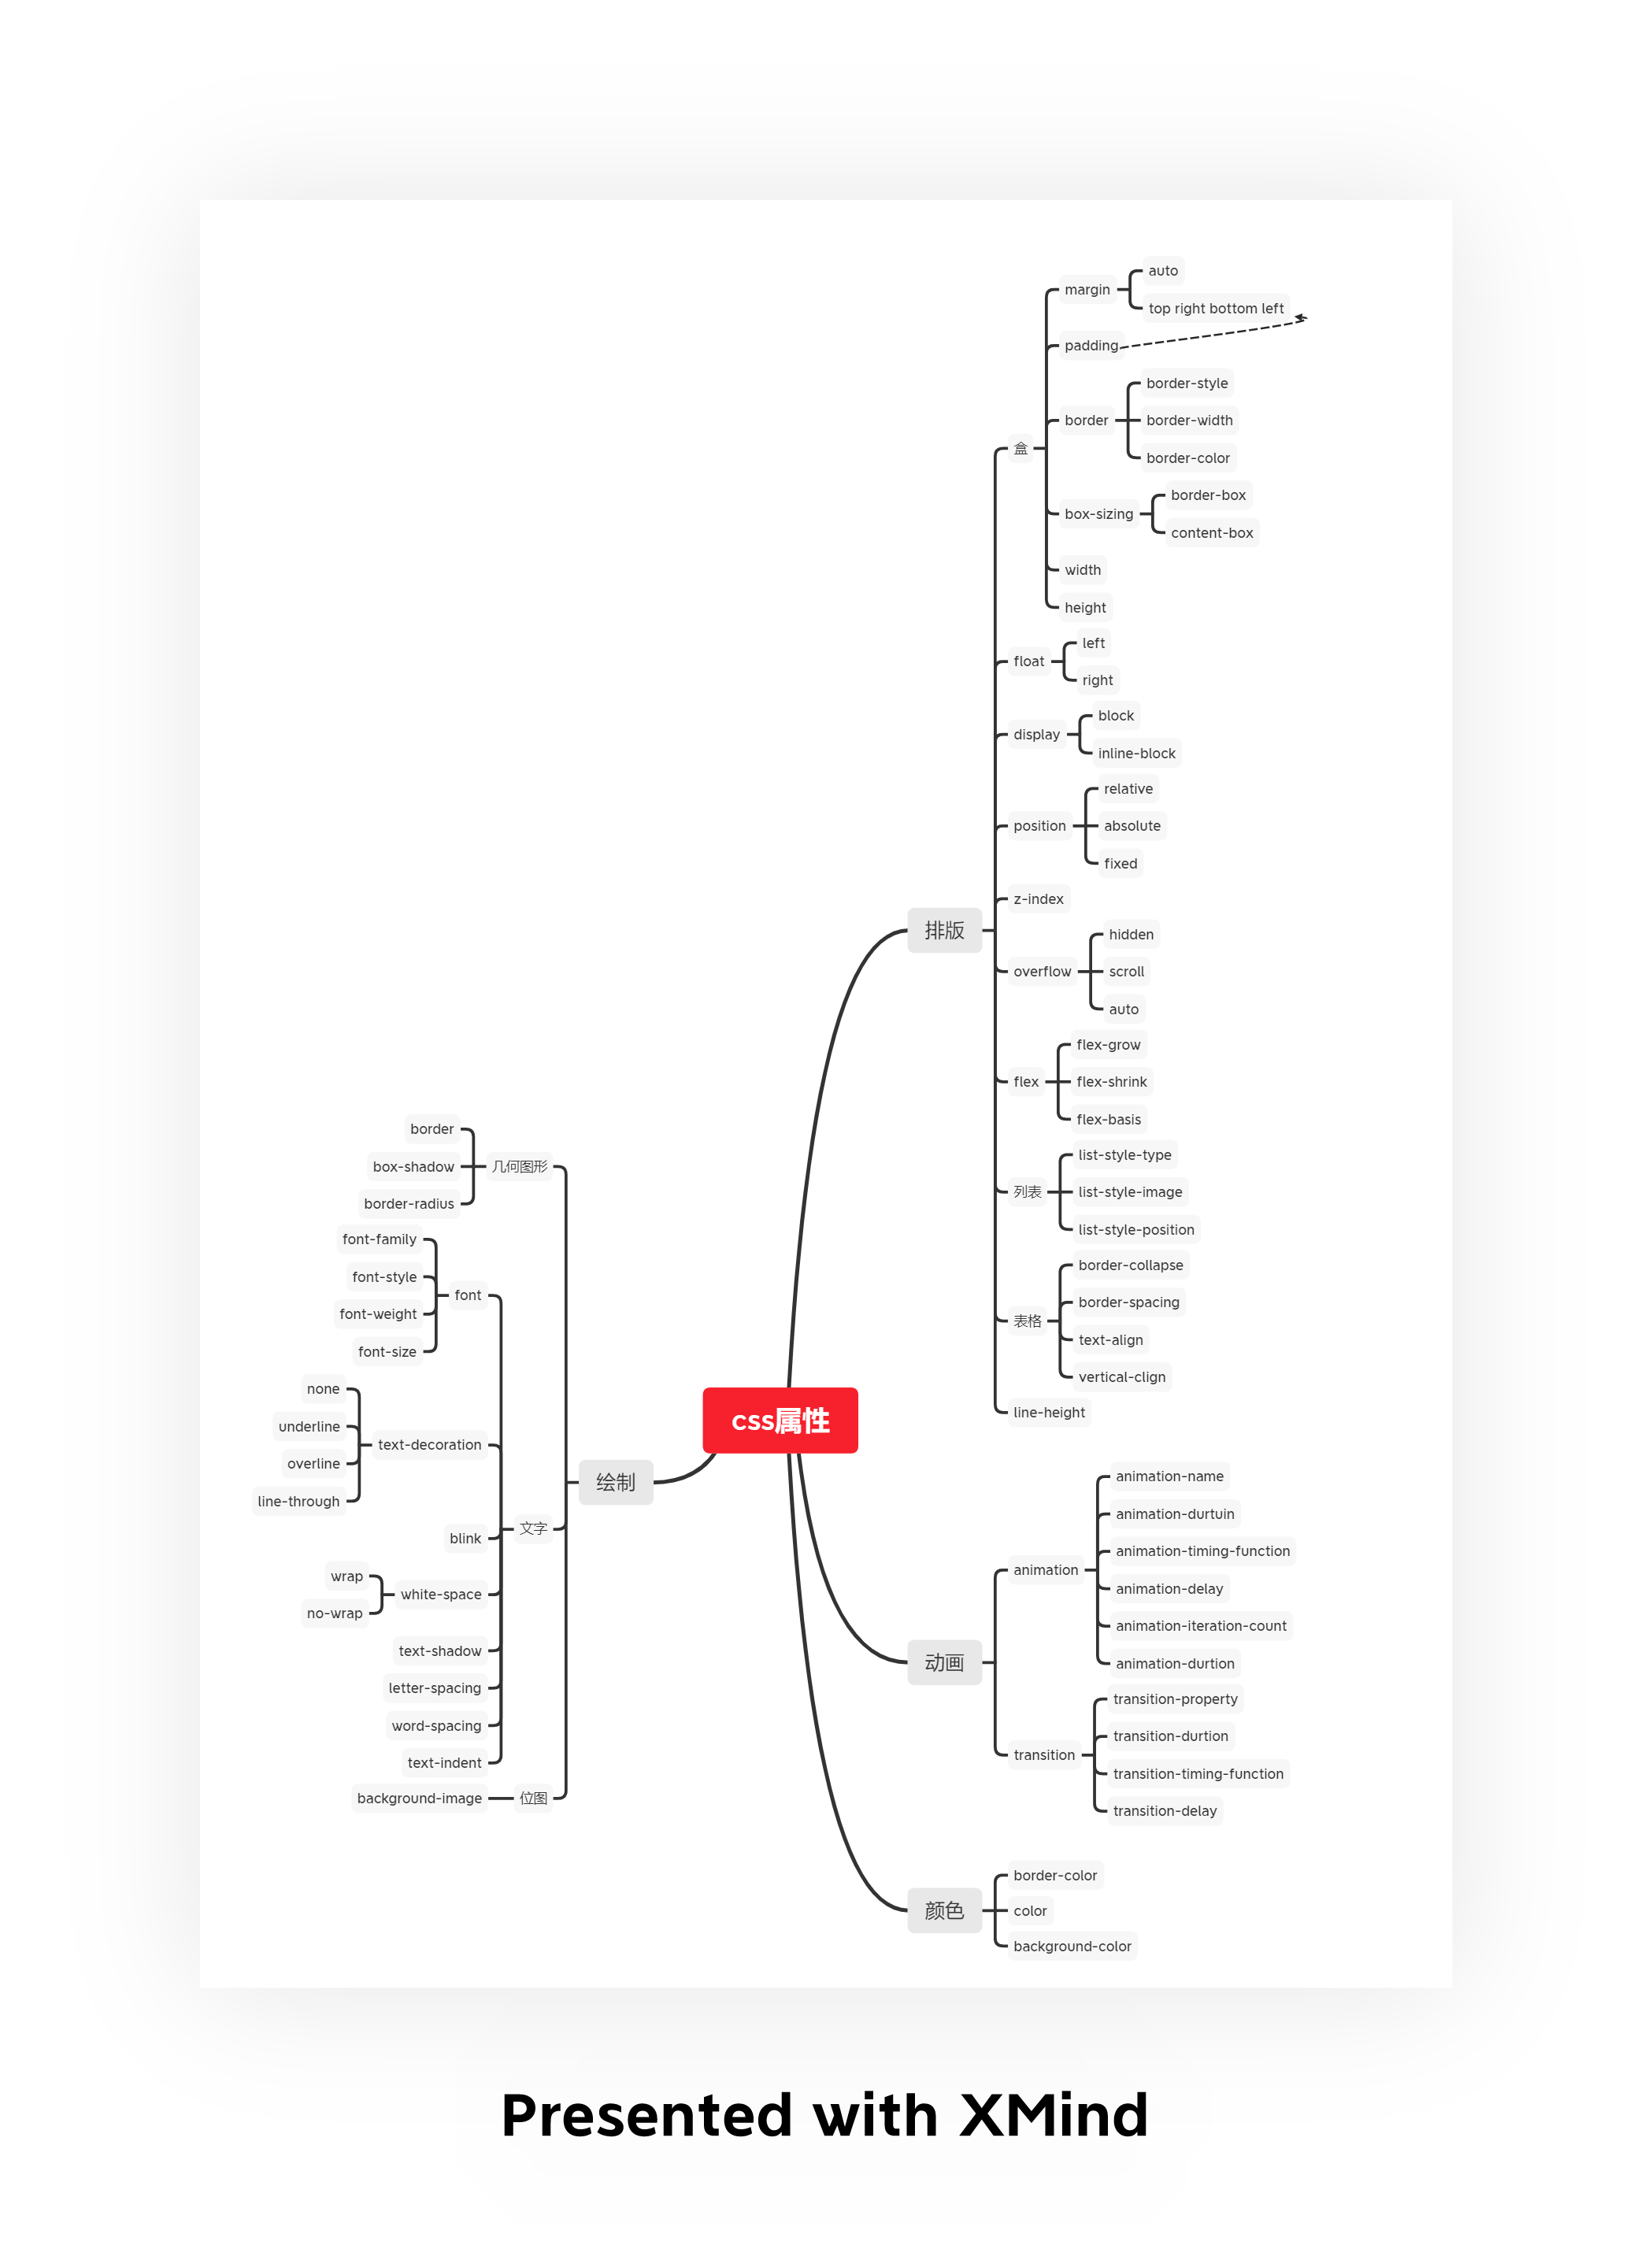 css属性
排版
盒
margin
auto
top right bottom left
padding
border
border-style
border-width
border-color
box-sizing
border-box
content-box
width
height
float
left
right
display
block
inline-block
position
relative
absolute
fixed
z-index
overflow
hidden
scroll
auto
flex
flex-grow
flex-shrink
flex-basis
列表
list-style-type
list-style-image
list-style-position
表格
border-collapse
border-spacing
text-align
vertical-clign
line-height
动画
animation
animation-name
animation-durtuin
animation-timing-function
animation-delay
animation-iteration-count
animation-durtion
transition
transition-property
transition-durtion
transition-timing-function
transition-delay
颜色
border-color
color
background-color
绘制
几何图形
border
box-shadow
border-radius
文字
font
font-family
font-style
font-weight
font-size
text-decoration
none
underline
overline
line-through
blink
white-space
wrap
no-wrap
text-shadow
letter-spacing
word-spacing
text-indent
位图
background-image
Presented with XMind